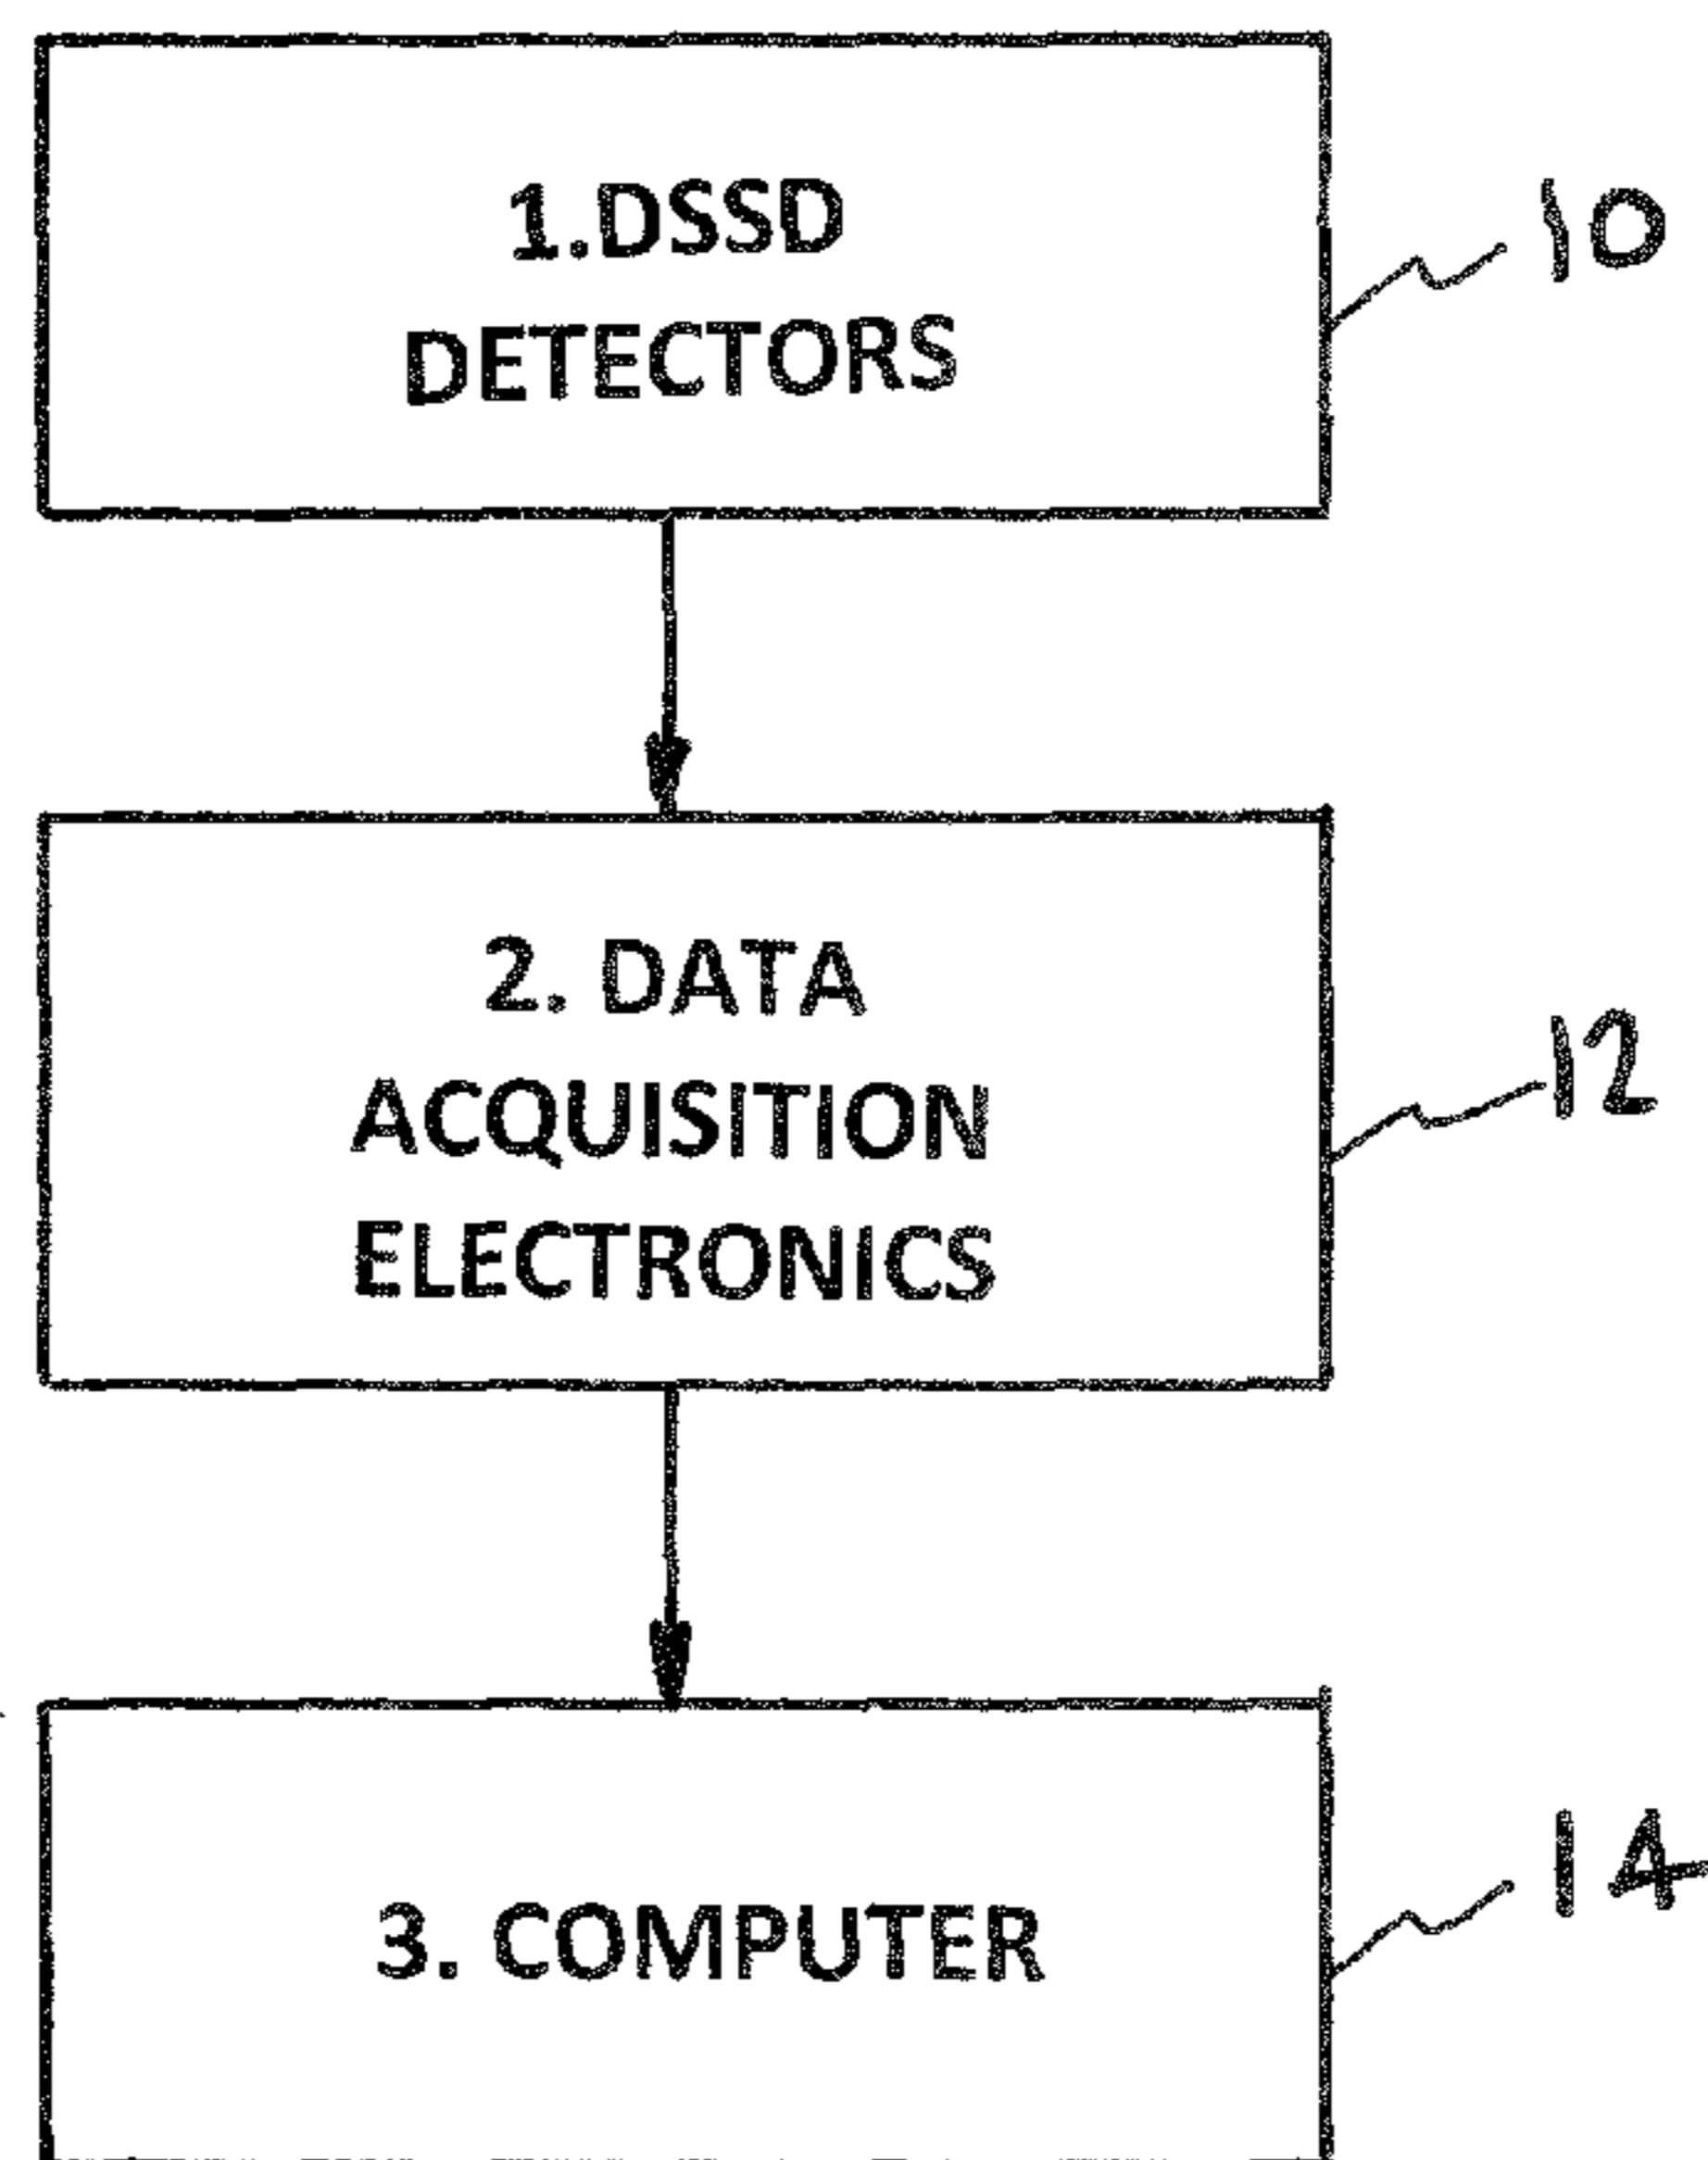 1.DSSD
DETECTORS
10
2. DATA
ACQUISITION
ELECTRONICS
12
3. COMPUTER
14